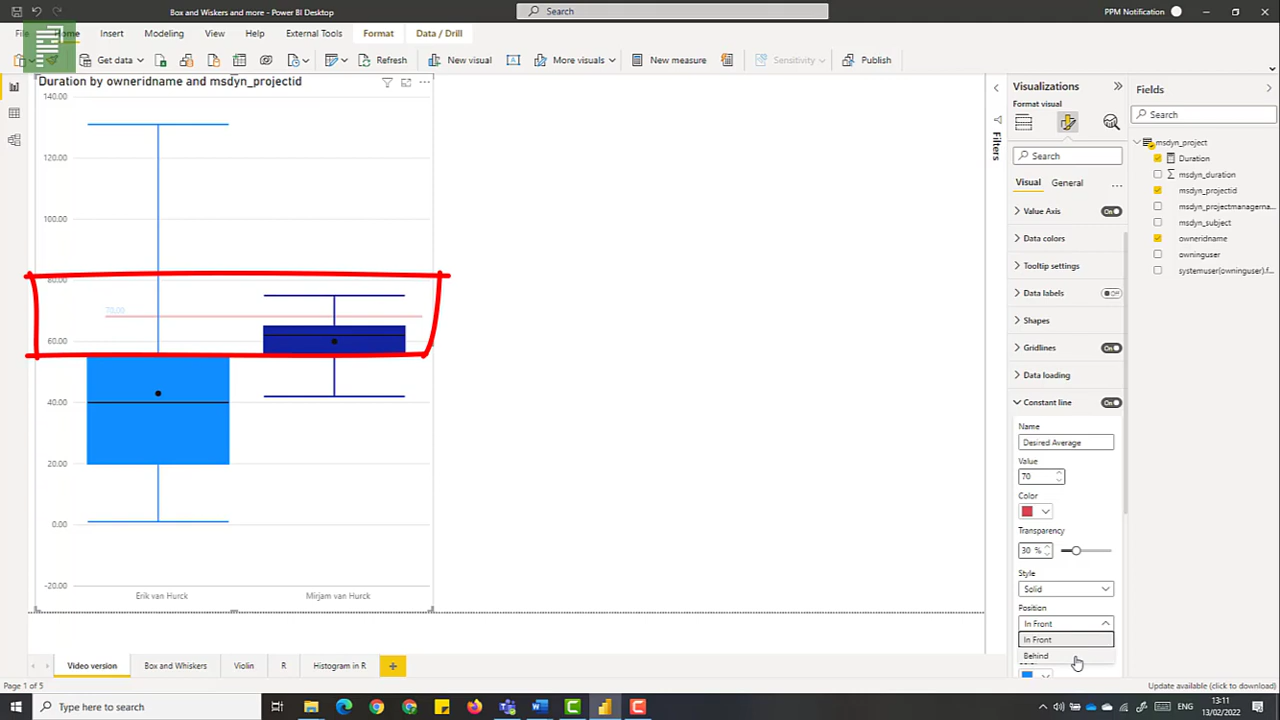 Box and Wiskers and more - Power BI Desktop
Search
PPM Notification
File
Home
Insert
Modeling
View
Help
External Tools
Format
Data / Drill
Get data
Refresh
New visual
More visuals
New measure
Sensitivity
Publish
Duration by owneridname and msdyn_projectid
140.00
120.00
100.00
80.00
70.00
60.00
40.00
20.00
0.00
-20.00
Erik van Hurck
Mirjam van Hurck
Filters
Visualizations
Format visual
Search
Visual
General
Value Axis
On
Data colors
Tooltip settings
Data labels
Off
Shapes
Gridlines
On
Data loading
Constant line
On
Name
Desired Average
Value
70
Color
Transparency
30 %
Style
Solid
Position
In Front
In Front
Behind
Fields
Search
msdyn_project
Duration
msdyn_duration
msdyn_projectid
msdyn_projectmanagerna...
msdyn_subject
owneridname
owninguser
systemuser(owninguser).f...
Video version
Box and Whiskers
Violin
R
Histogram in R
Page 1 of 5
Update available (click to download)
Type here to search
ENG
13:11
13/02/2022